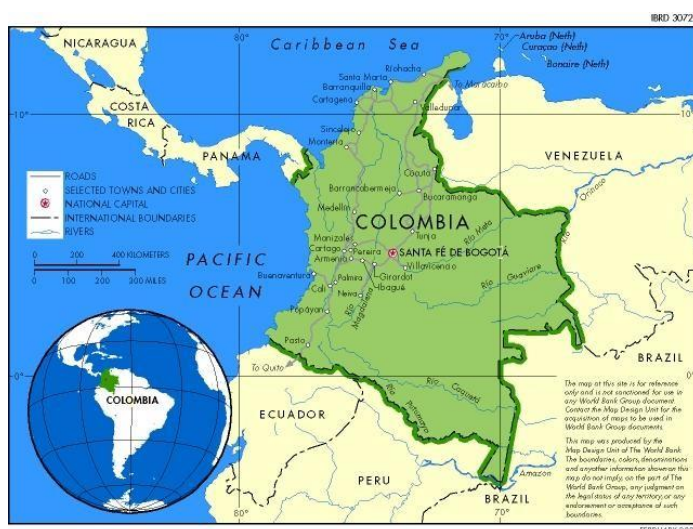 IBRD 3072
80°
70°
Caribbean Sea
Aruba (Neth)
Curaçao (Neth)
Bonaire (Neth)
NICARAGUA
Riohacha
Santa Marta
Barranquilla
To Maracaibo
Cartagena
Valledupar
10°
10°
COSTA
RICA
Sincelejo
Montería
PANAMA
VENEZUELA
Cúcuta
ROADS
SELECTED TOWNS AND CITIES
NATIONAL CAPITAL
INTERNATIONAL BOUNDARIES
RIVERS
Barrancabermeja
Bucaramanga
Orinoco
Medellín
COLOMBIA
Río Meta
Río
Tunja
Manizales
Cartago
Pereira
SANTA FÉ DE BOGOTÁ
Armenia
Villavicencio
0 200 400 KILOMETERS
0 100 200 300 MILES
PACIFIC
OCEAN
Buenaventura
Girardot
Ibagué
Río Guaviare
Cali
Palmira
Neiva
Río
Magdalena
Popayán
Pasto
BRAZIL
To Quito
0°
0°
Río Caquetá
Río
Putumayo
COLOMBIA
ECUADOR
The map at this site is for reference
only and is not sanctioned for use in
any World Bank Group document.
Contact the Map Design Unit for the
acquisition of maps to be used in
World Bank Group documents
This map was produced by the
Map Design Unit of The World Bank.
The boundaries, colors, denominations
and any other information shown on this
map do not imply, on the part of The
World Bank Group, any judgment on
the legal status of any territory, or any
endorsement or acceptance of such
boundaries.
Amazon
PERU
BRAZIL
80°
70°